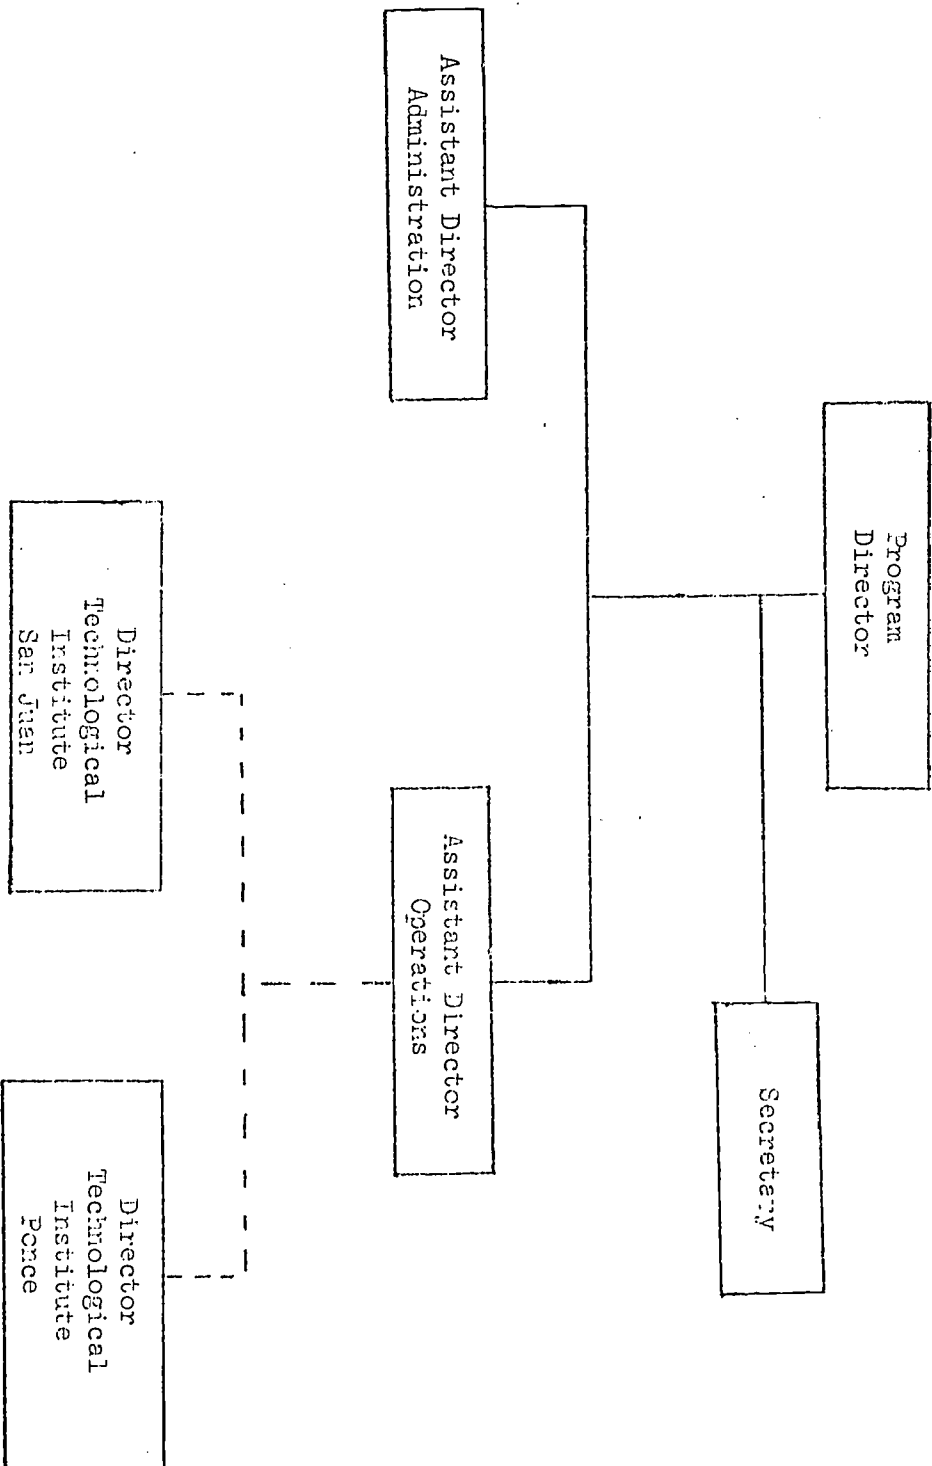 Program
Director
Secretary
Assistant Director
Administration
Assistant Director
Operations
Director
Technological
Institute
San Juan
Director
Technological
Institute
Ponce